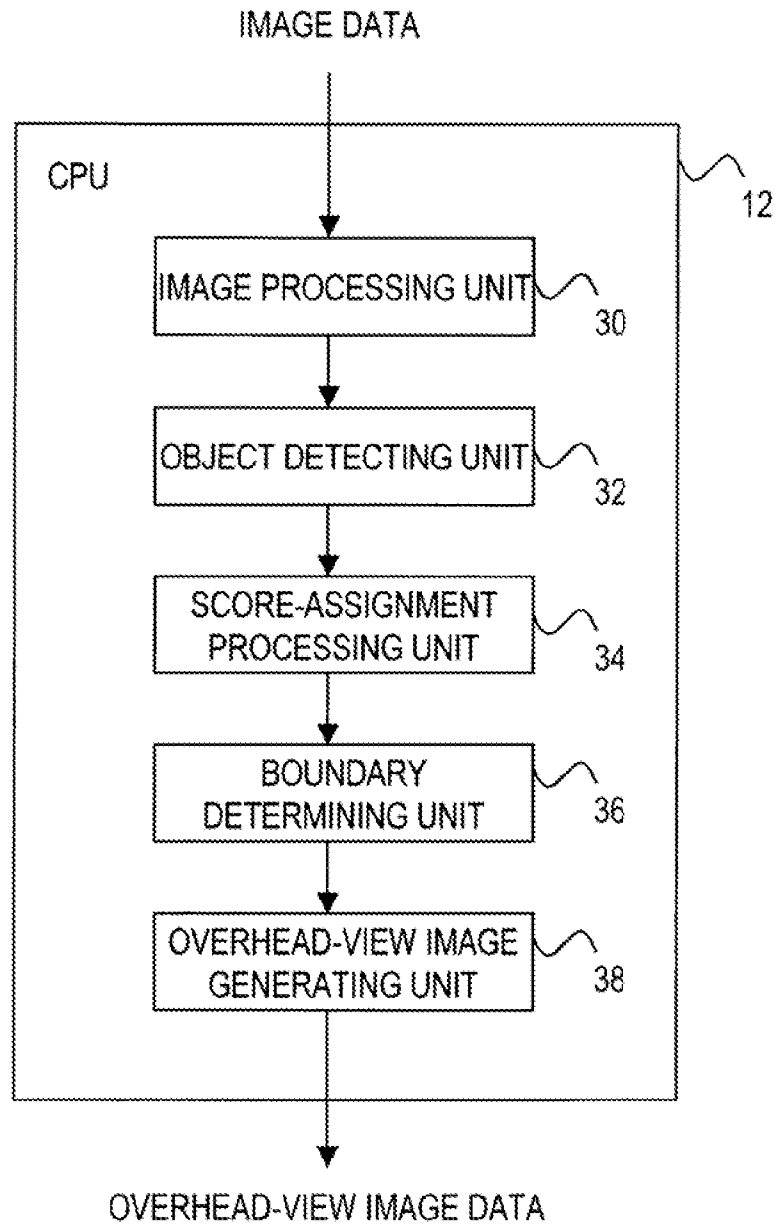 IMAGE DATA
CPU
12
IMAGE PROCESSING UNIT
30
OBJECT DETECTING UNIT
32
SCORE-ASSIGNMENT
PROCESSING UNIT
34
BOUNDARY
DETERMINING UNIT
36
OVERHEAD-VIEW IMAGE
GENERATING UNIT
38
OVERHEAD-VIEW IMAGE DATA